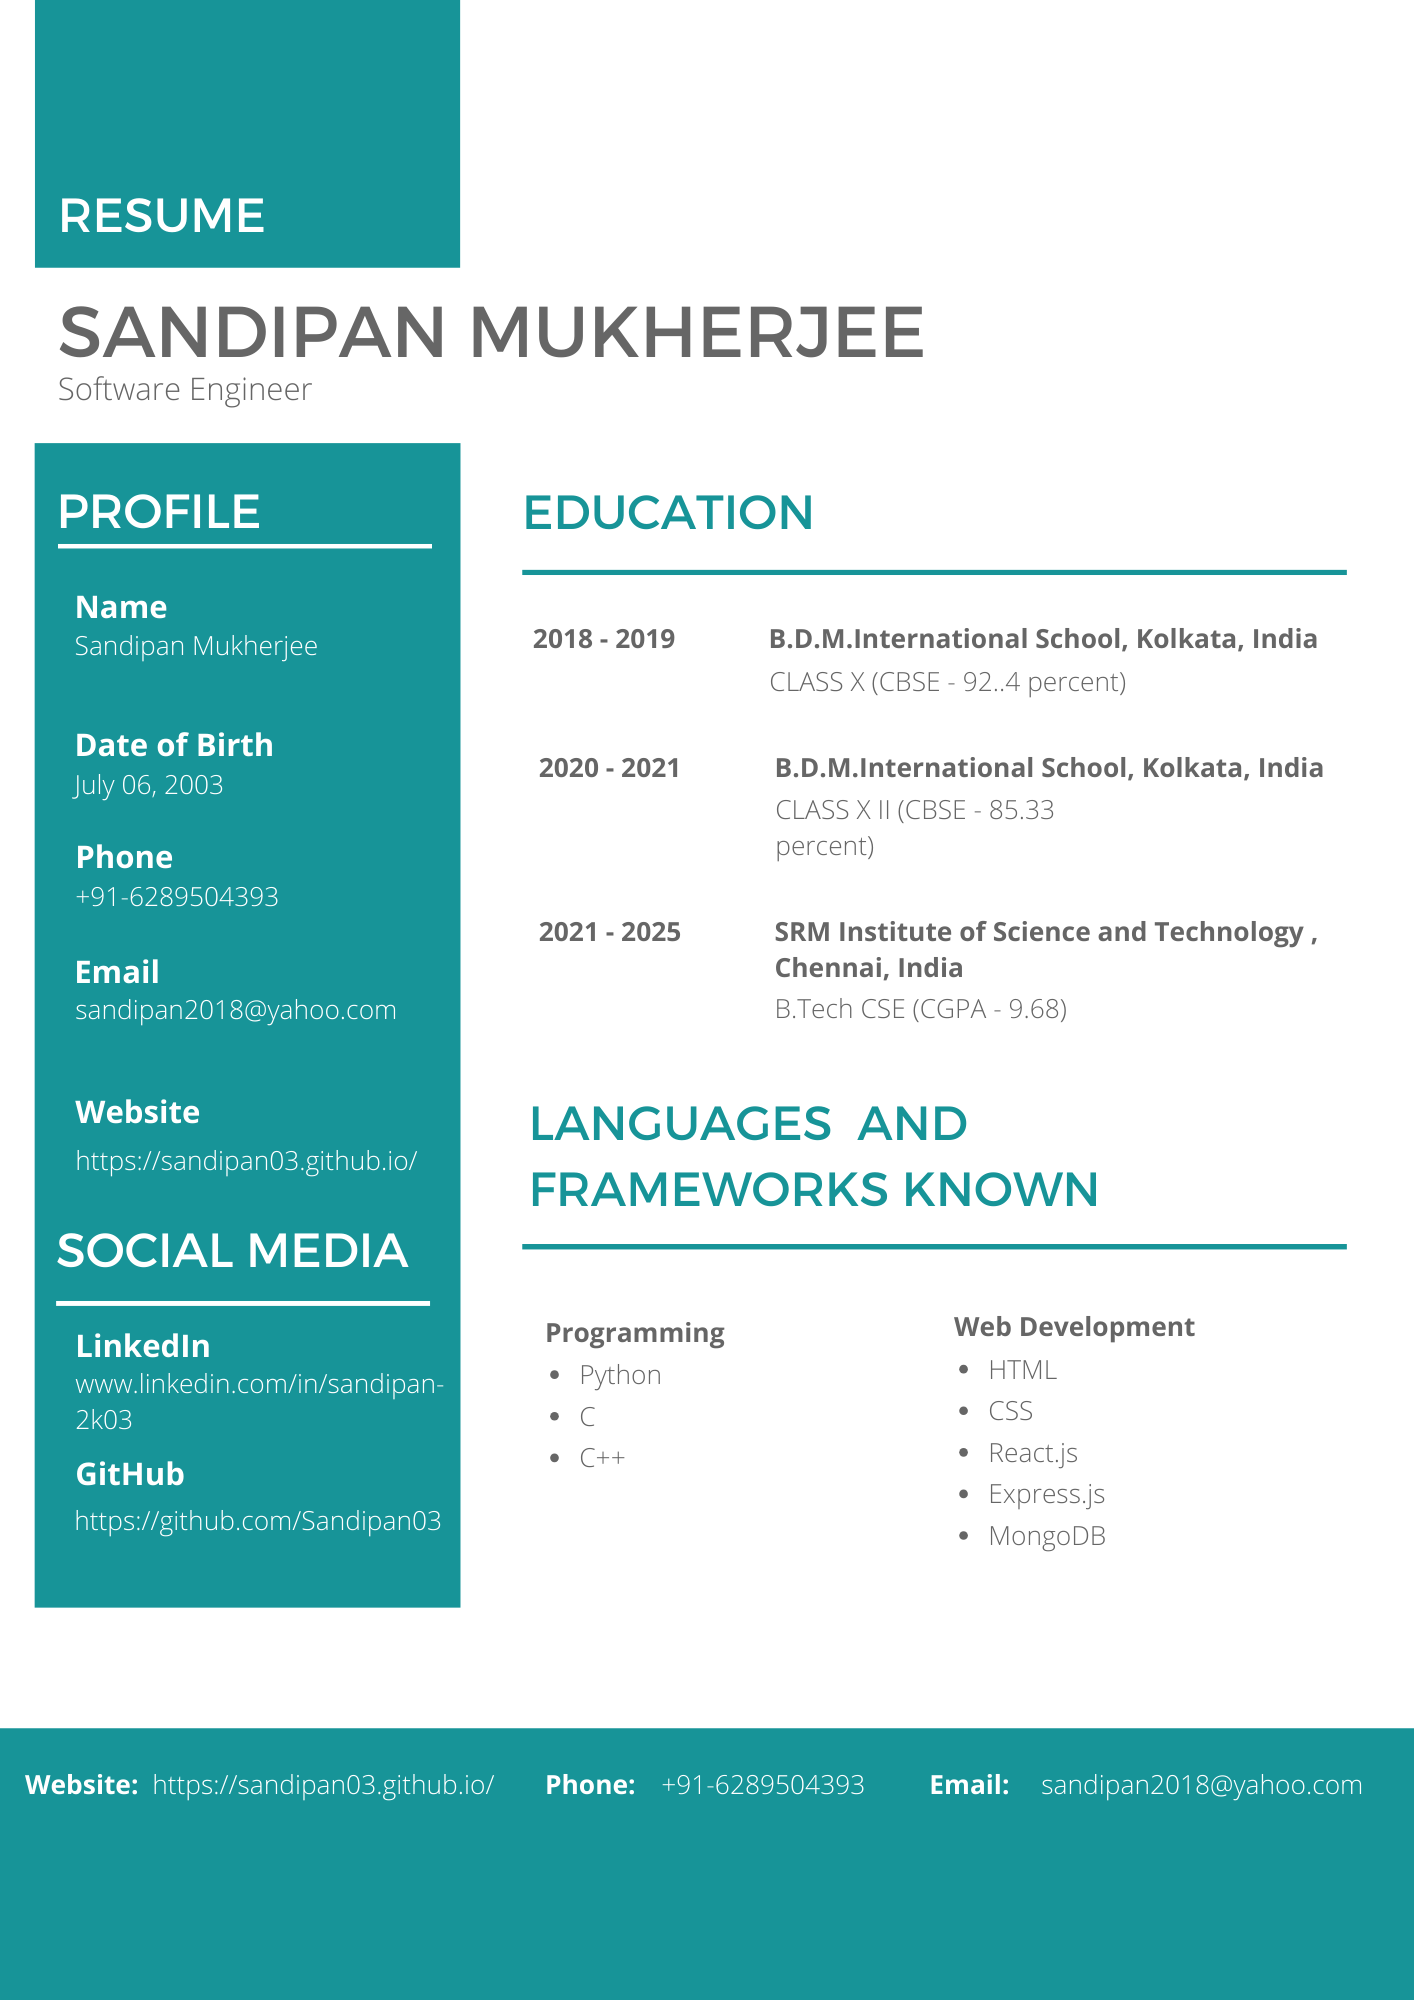 RESUME
SANDIPAN MUKHERJEE
Software Engineer
PROFILE
Name
Sandipan Mukherjee
Date of Birth
July 06, 2003
Phone
+91-6289504393
Email
sandipan2018@yahoo.com
Website
https://sandipan03.github.io/
SOCIAL MEDIA
LinkedIn
www.linkedin.com/in/sandipan-
2k03
GitHub
https://github.com/Sandipan03
EDUCATION
2018 - 2019
B.D.M.International School, Kolkata, India
CLASS X (CBSE - 92..4 percent)
2020 - 2021
B.D.M.International School, Kolkata, India
CLASS X II (CBSE - 85.33
percent)
2021 - 2025
SRM Institute of Science and Technology ,
Chennai, India
B.Tech CSE (CGPA - 9.68)
LANGUAGES  AND
FRAMEWORKS KNOWN
Programming
• Python
• C
• C++
Web Development
• HTML
• CSS
• React.js
• Express.js
• MongoDB
Website: https://sandipan03.github.io/ Phone: +91-6289504393 Email: sandipan2018@yahoo.com